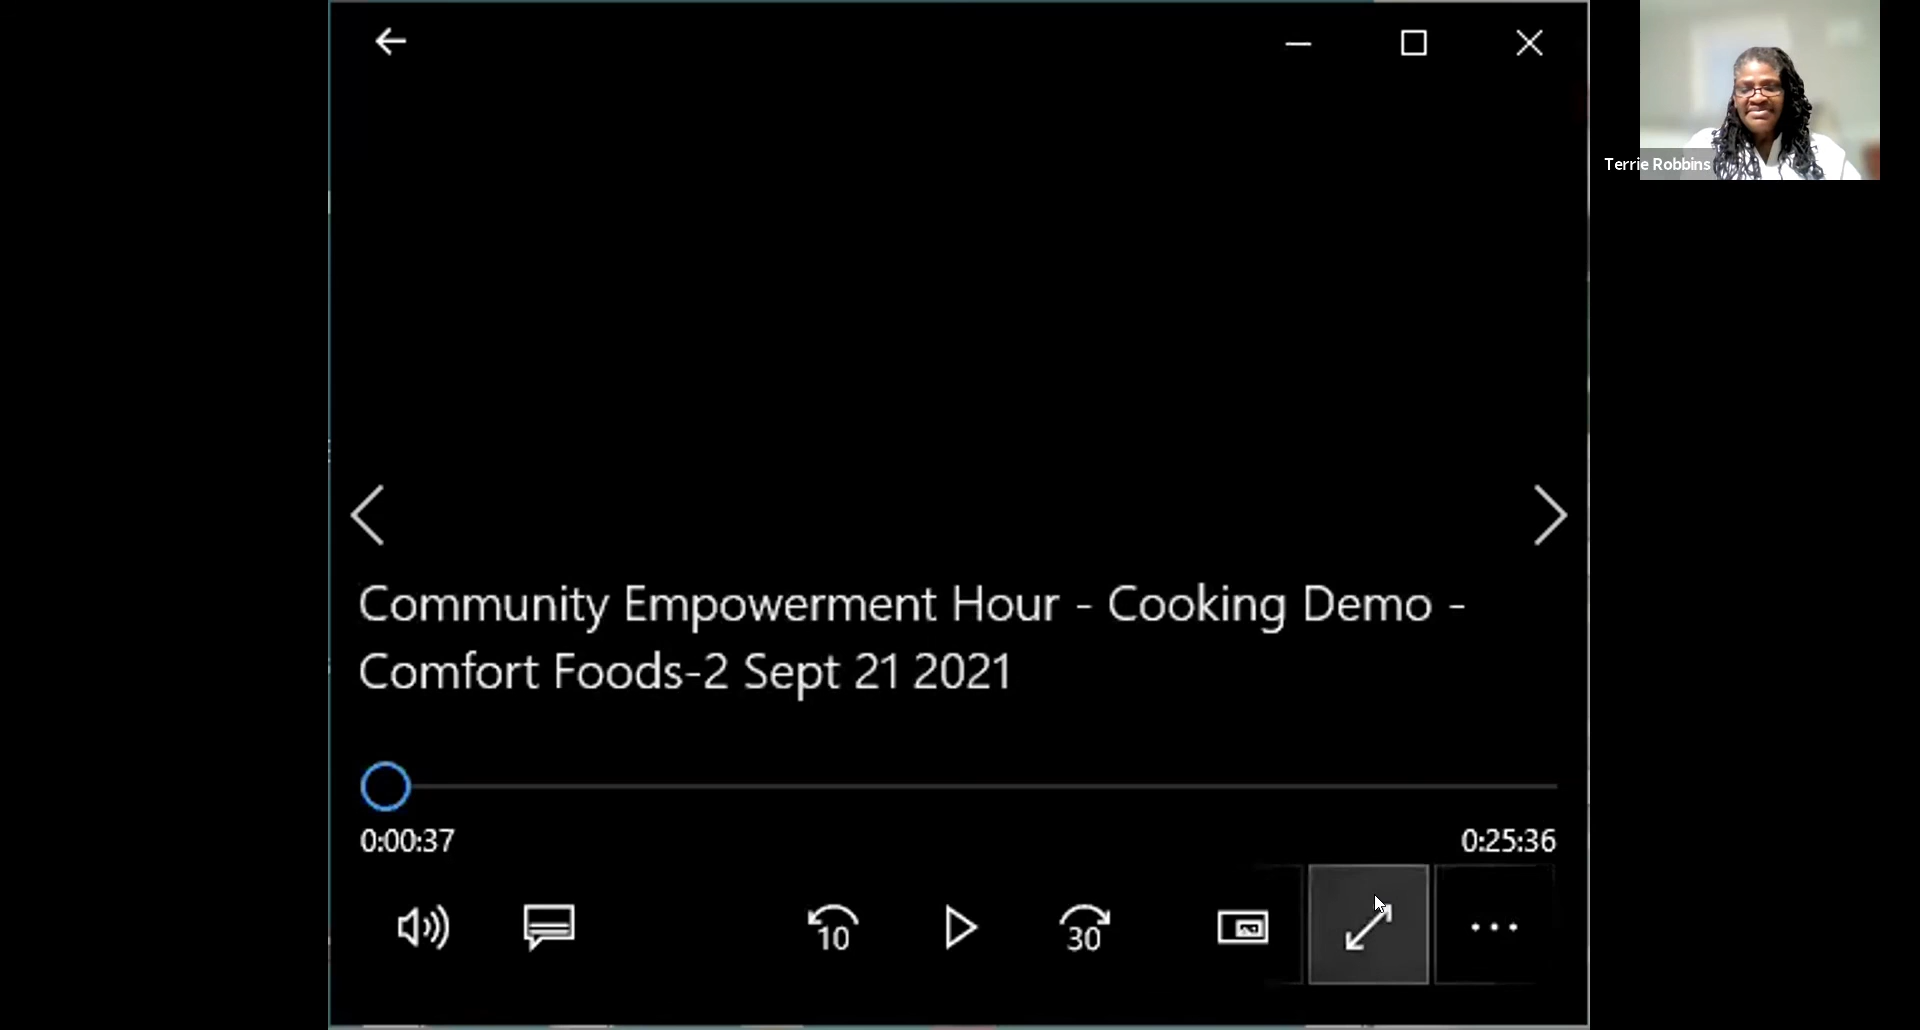 Terrie Robbins
Community Empowerment Hour - Cooking Demo -
Comfort Foods-2 Sept 21 2021
0:00:37
0:25:36
10
30